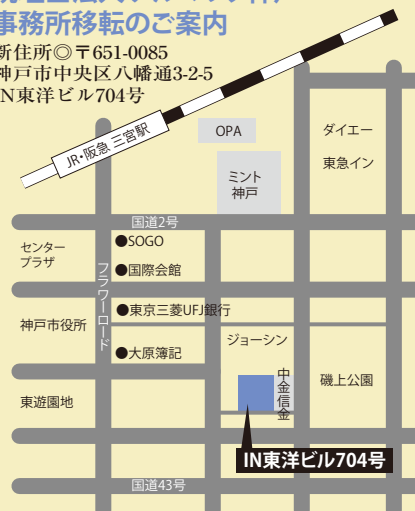 事務所移転のご案内
新住所◎〒651-0085
神戸市中央区八幡通3-2-5
IN東洋ビル704号
JR・阪急 三宮駅
OPA
ダイエー
東急イン
ミント
神戸
国道2号
センター
プラザ
●SOGO
●国際会館
フラワーロード
●東京三菱UFJ銀行
神戸市役所
ジョーシン
●大原簿記
中金信金
磯上公園
東遊園地
IN東洋ビル704号
国道43号